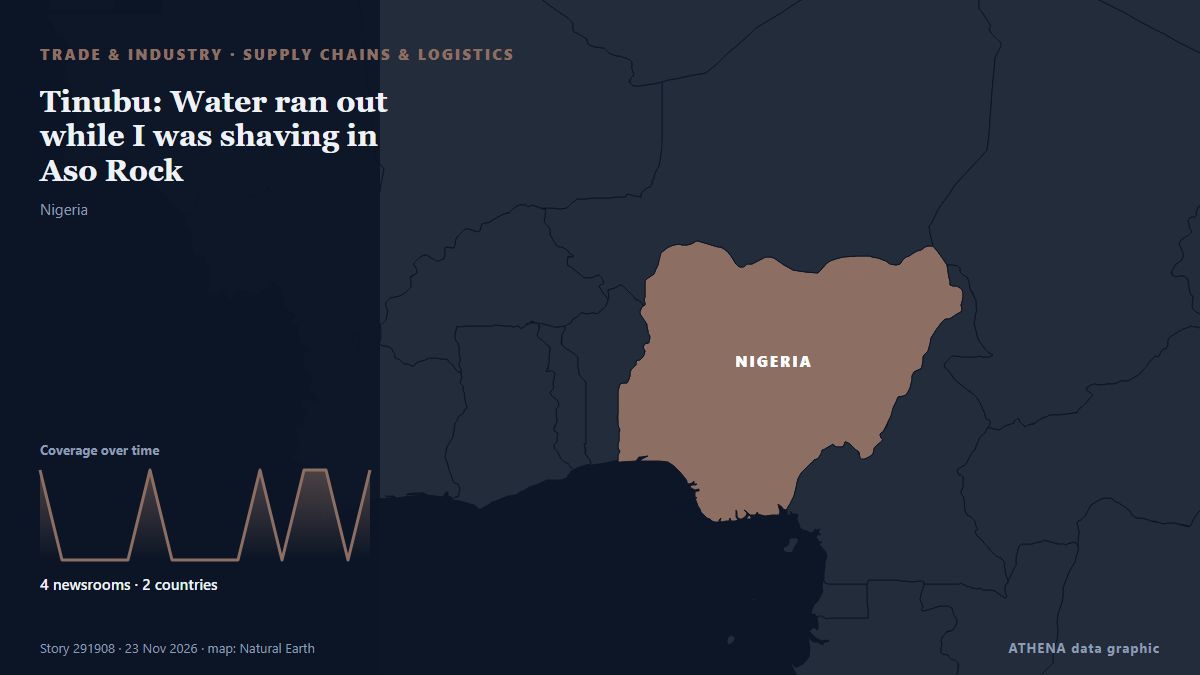 TRADE & INDUSTRY · SUPPLY CHAINS & LOGISTICS
Tinubu: Water ran out
while I was shaving in
Aso Rock
Nigeria
NIGERIA
Coverage over time
4 newsrooms · 2 countries
Story 291908 · 23 Nov 2026 · map: Natural Earth
ATHENA data graphic